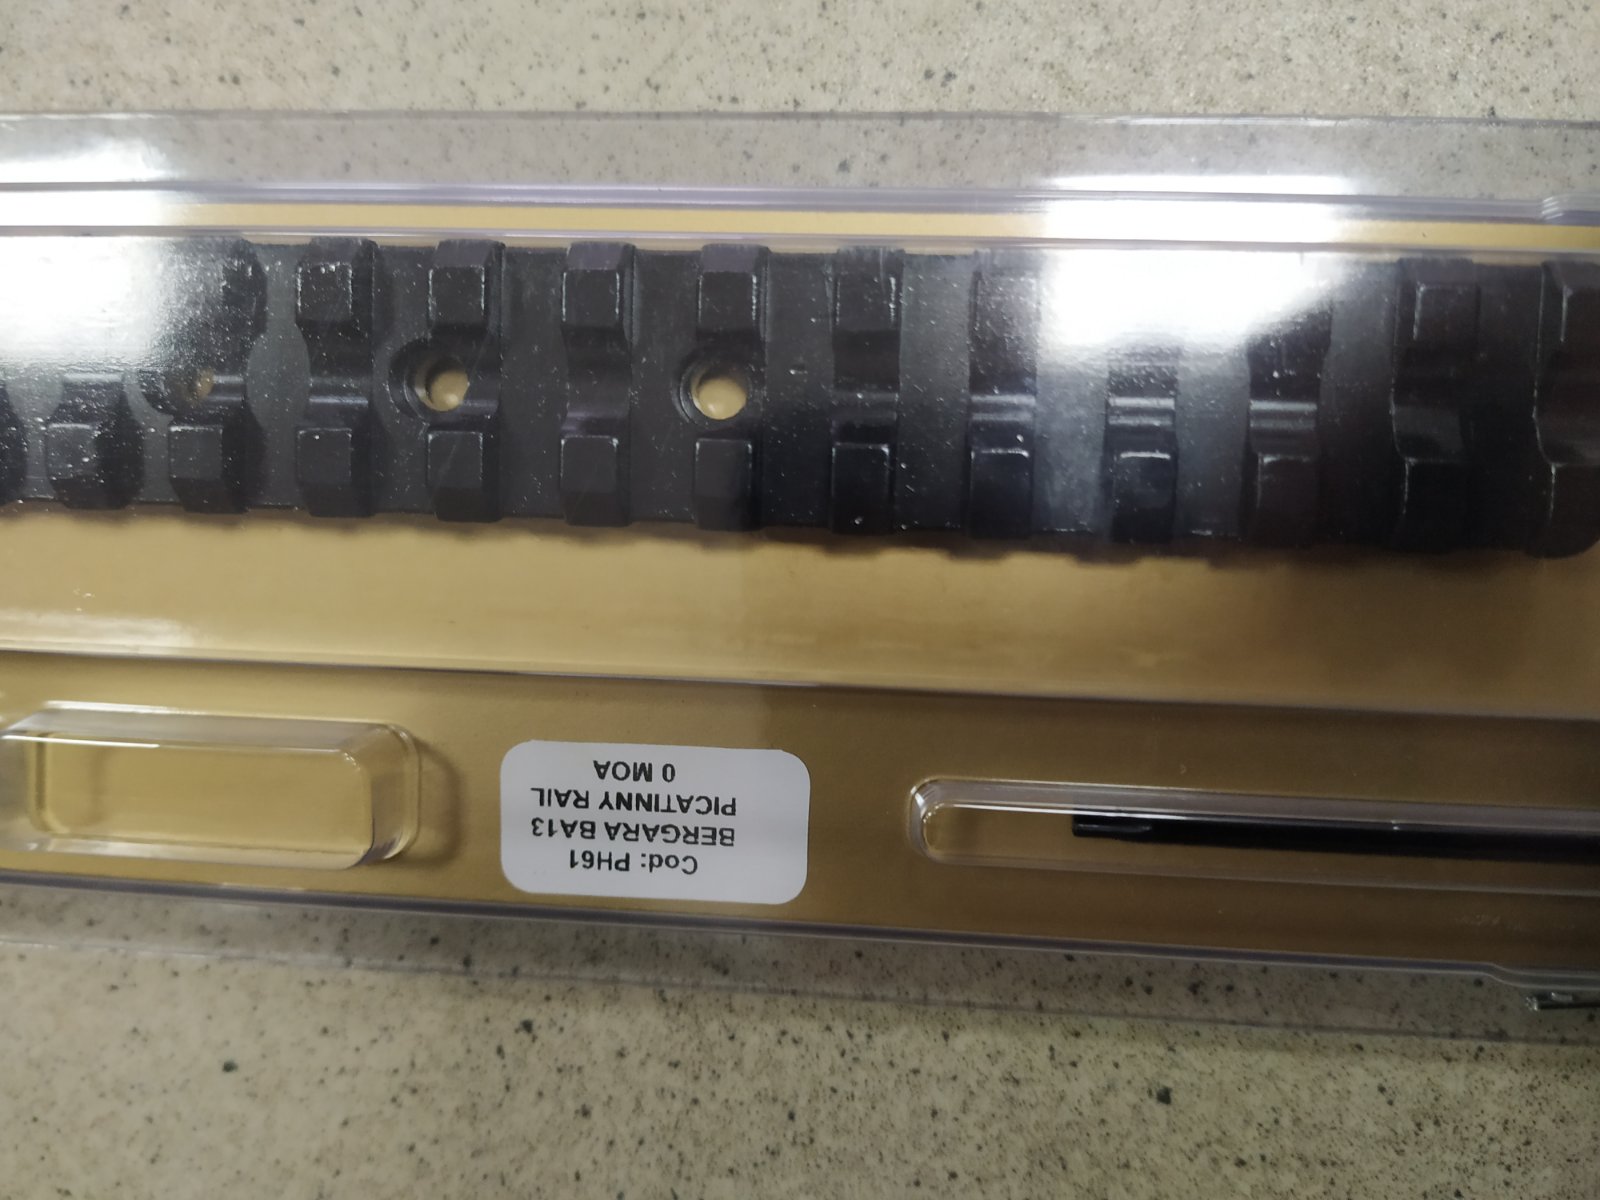 Cod: PH61
BERGARA BA13
PICATINNY RAIL
0 MOA